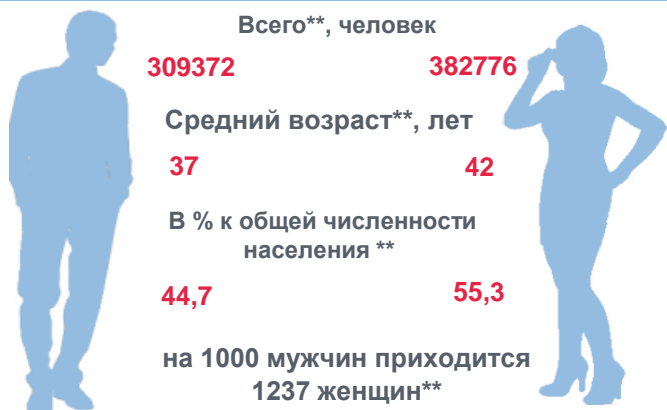 Всего**, человек
309372 382776
Средний возраст**, лет
37 42
В % к общей численности
населения **
44,7 55,3
на 1000 мужчин приходится
1237 женщин**